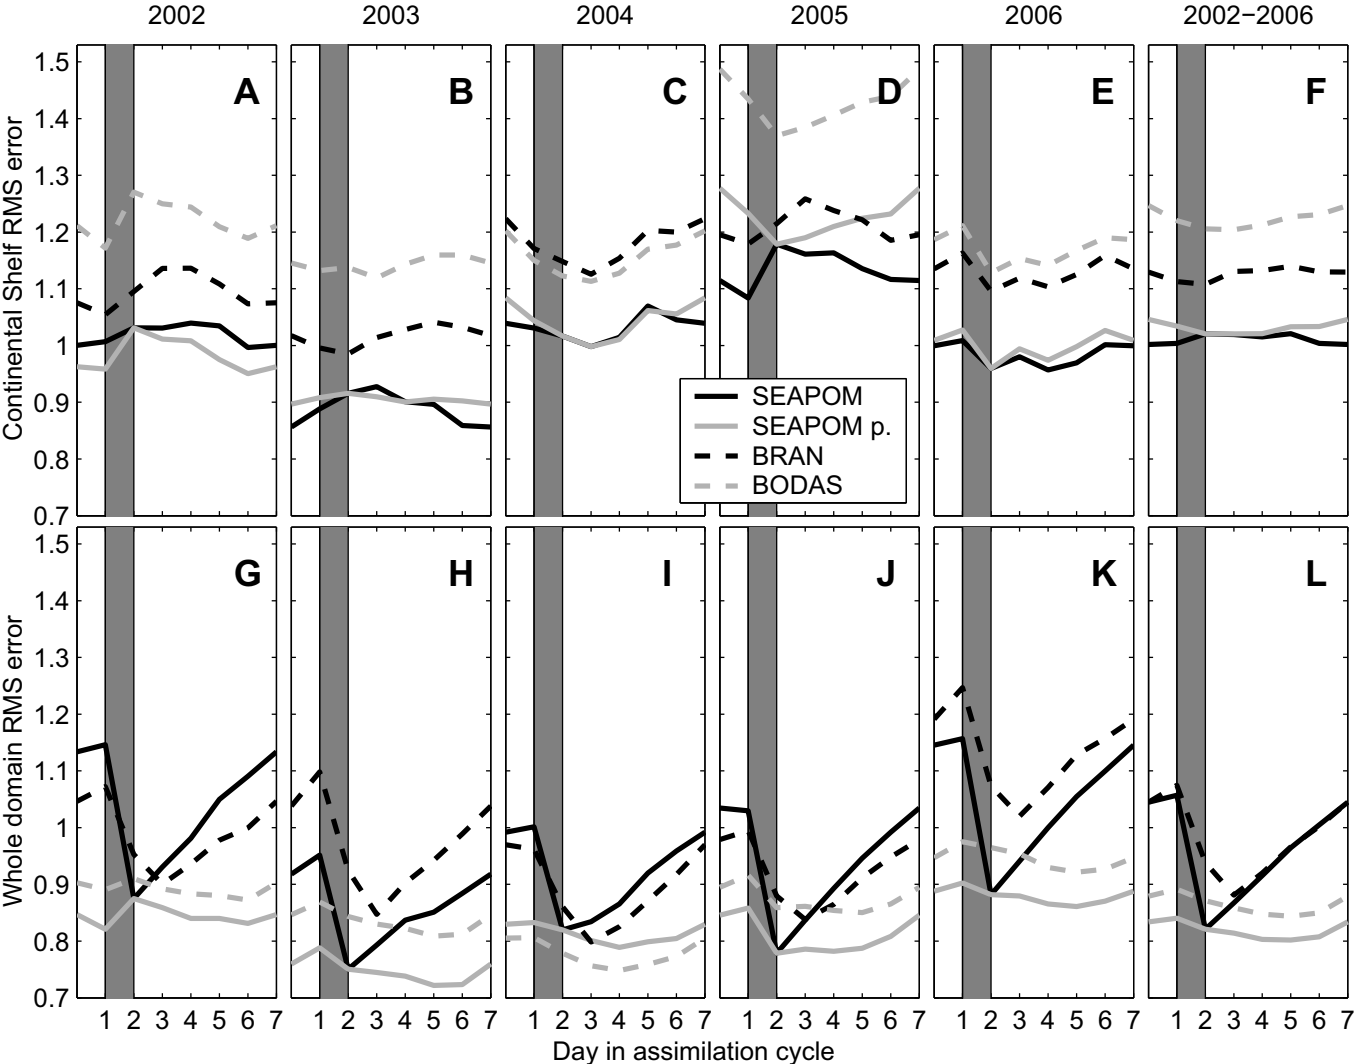 2002 2003 2004 2005 2006 2002−2006
Continental Shelf RMS error
1.5
1.4
1.3
1.2
1.1
1
0.9
0.8
0.7
A B C D E F
SEAPOM
SEAPOM p.
BRAN
BODAS
Whole domain RMS error
1.5
1.4
1.3
1.2
1.1
1
0.9
0.8
0.7
G H I J K L
1 2 3 4 5 6 7 1 2 3 4 5 6 7 1 2 3 4 5 6 7 1 2 3 4 5 6 7 1 2 3 4 5 6 7 1 2 3 4 5 6 7
Day in assimilation cycle